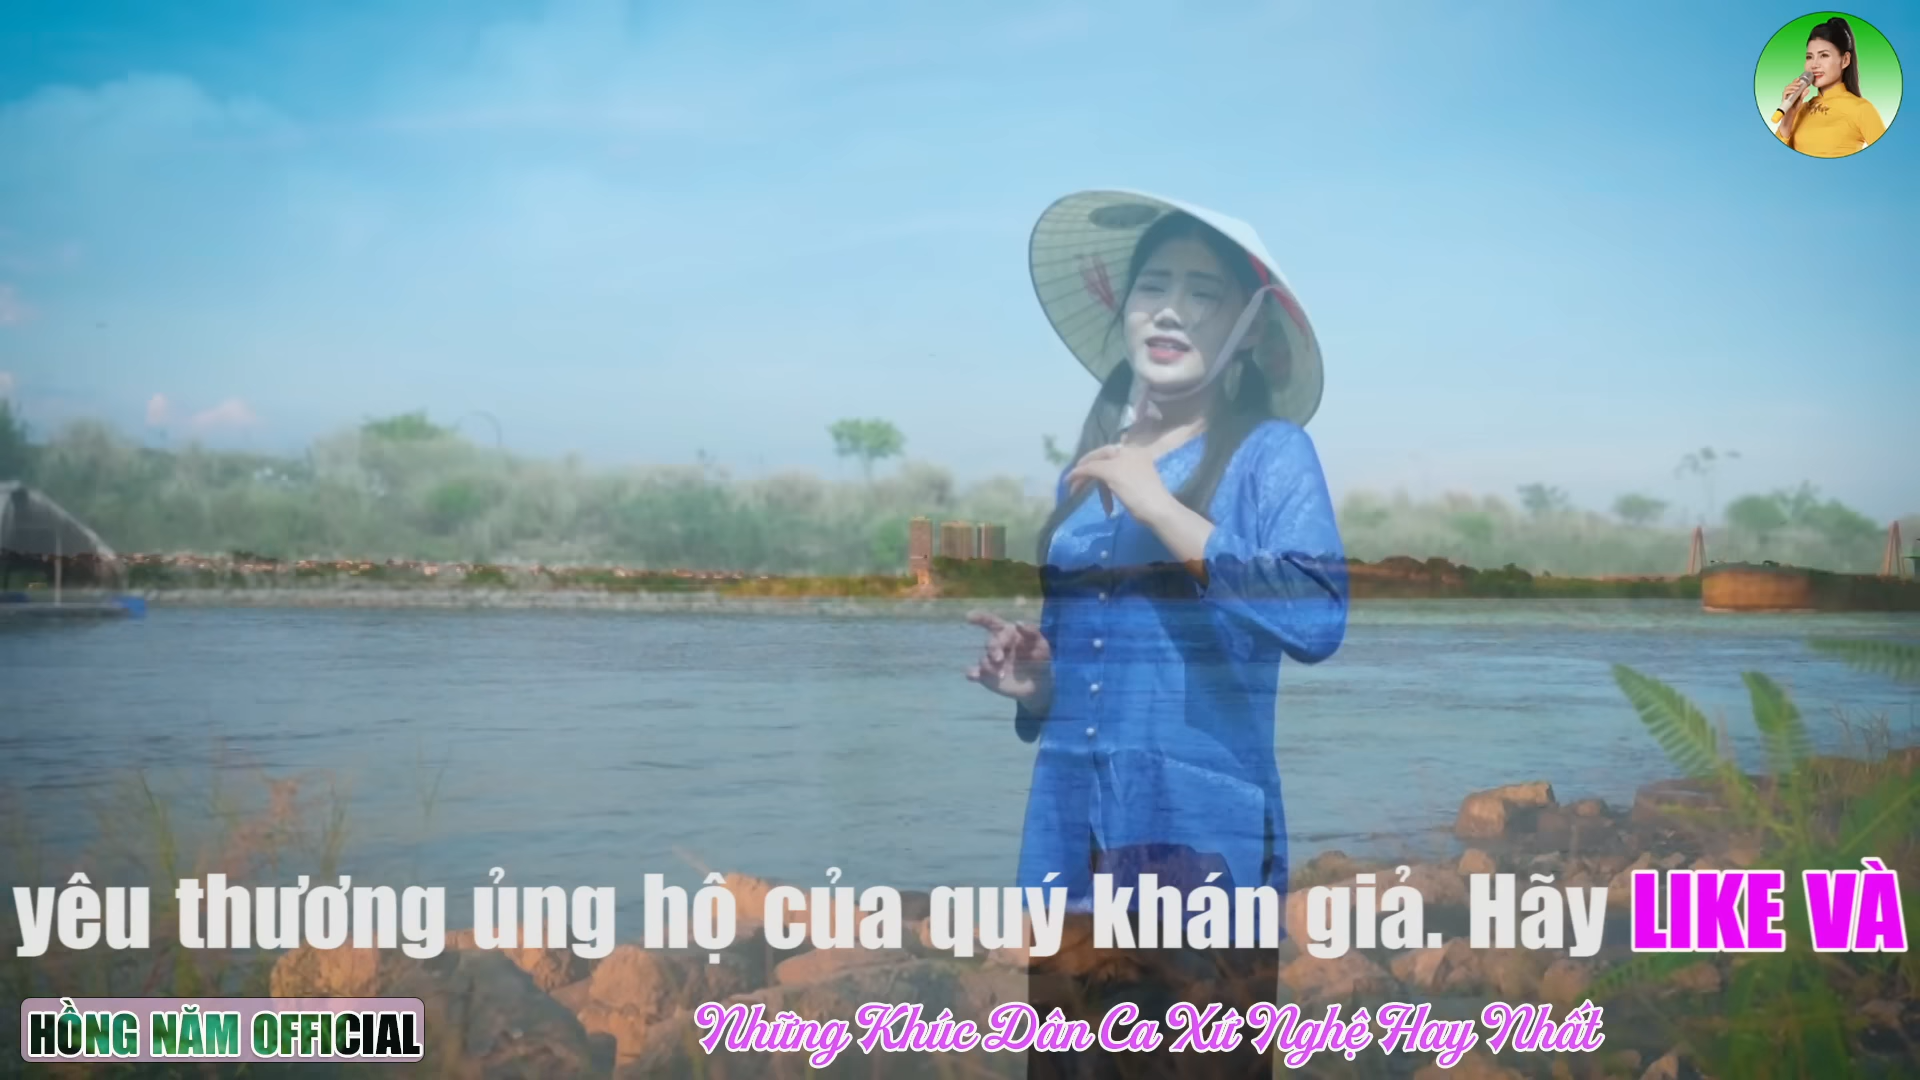 yêu thương ủng hộ của quý khán giả. Hãy LIKE VÀ
HỒNG NĂM OFFICIAL
Những Khúc Dân Ca Xứ Nghệ Hay Nhất